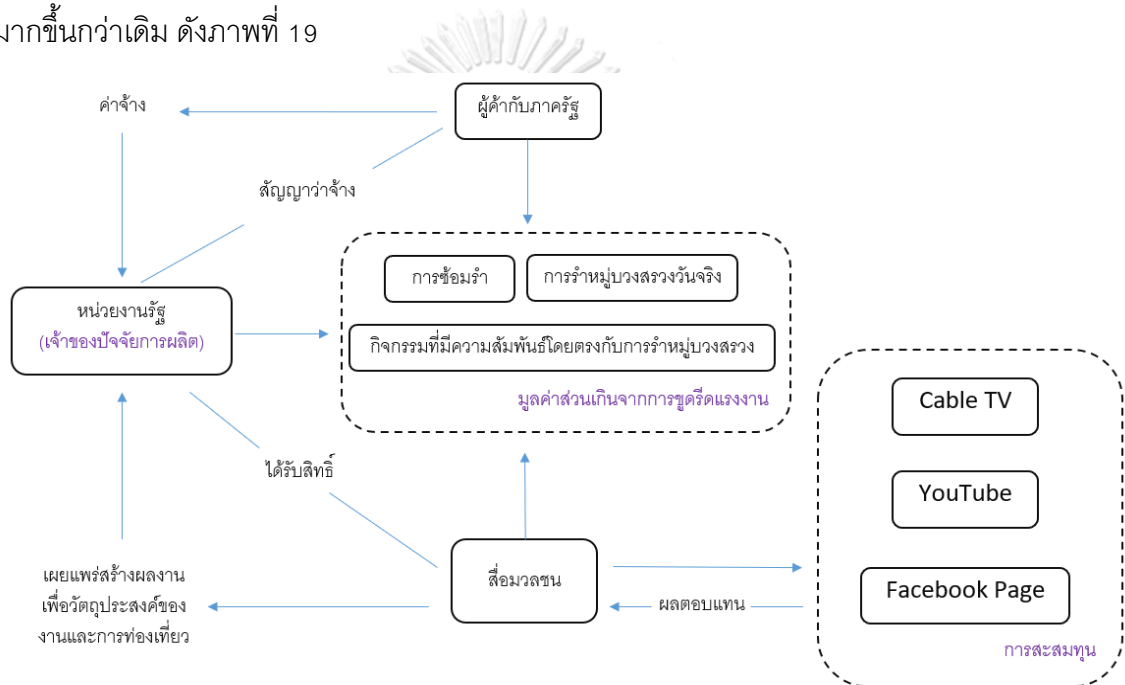 มากขึ้นกว่าเดิม ดังภาพที่ 19
ค่าจ้าง
ผู้ค้ากับภาครัฐ
สัญญาว่าจ้าง
การซ้อมรำ
การรำหมู่บวงสรวงวันจริง
หน่วยงานรัฐ
(เจ้าของปัจจัยการผลิต)
กิจกรรมที่มีความสัมพันธ์โดยตรงกับการรำหมู่บวงสรวง
มูลค่าส่วนเกินจากการขูดรีดแรงงาน
Cable TV
ได้รับสิทธิ์
YouTube
เผยแพร่สร้างผลงาน
เพื่อวัตถุประสงค์ของ
งานและการท่องเที่ยว
สื่อมวลชน
ผลตอบแทน
Facebook Page
การสะสมทุน